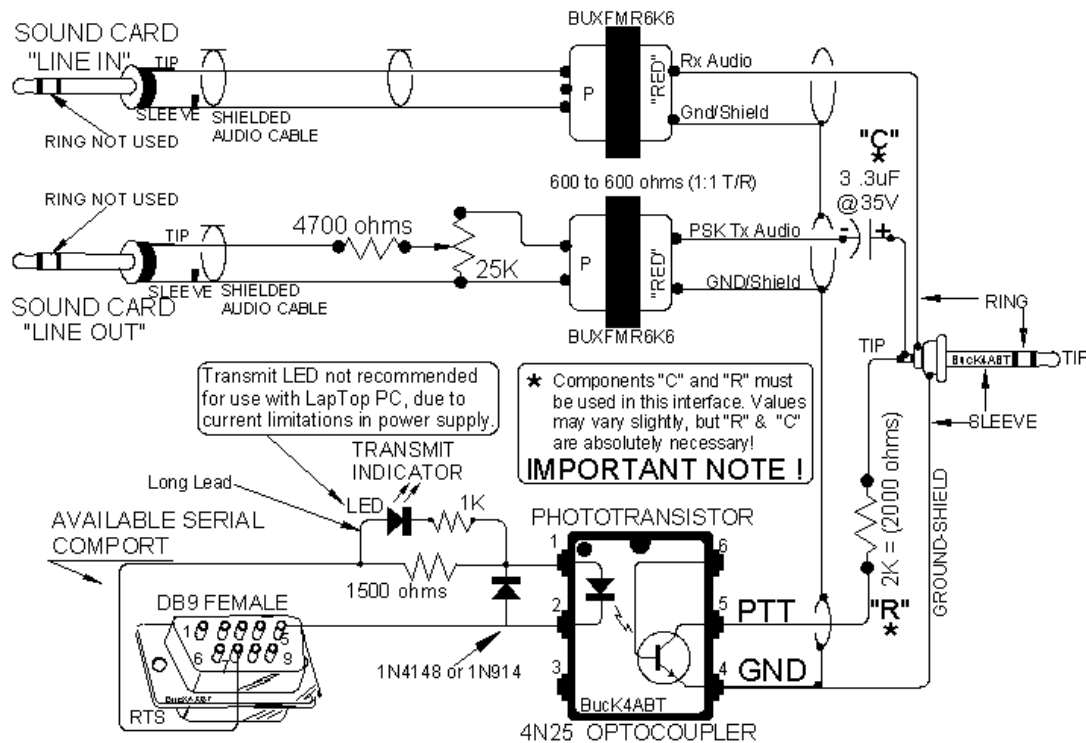 BUXFMR6K6
SOUND CARD
"LINE IN"
TIP
SLEEVE
SHIELDED
AUDIO CABLE
RING NOT USED
P
"RED"
Rx Audio
Gnd/Shield
"C"
*
3 .3uF
@35V
- +
600 to 600 ohms (1:1 T/R)
RING NOT USED
TIP
SLEEVE
SHIELDED
AUDIO CABLE
SOUND CARD
"LINE OUT"
4700 ohms
25K
P
"RED"
PSK Tx Audio
GND/Shield
BUXFMR6K6
RING
TIP
BucK4ABT
TIP
SLEEVE
Transmit LED not recommended
for use with LapTop PC, due to
current limitations in power supply.
* Components "C" and "R" must
be used in this interface. Values
may vary slightly, but "R" & "C"
are absolutely necessary!
IMPORTANT NOTE !
TRANSMIT
INDICATOR
Long Lead
LED
1K
1500 ohms
AVAILABLE SERIAL
COMPORT
DB9 FEMALE
1
5
6
7
9
BucK4ABT
RTS
1N4148 or 1N914
PHOTOTRANSISTOR
1
2
3
6
5
4
PTT
GND
BucK4ABT
4N25 OPTOCOUPLER
2K = (2000 ohms)
"R"
*
GROUND-SHIELD